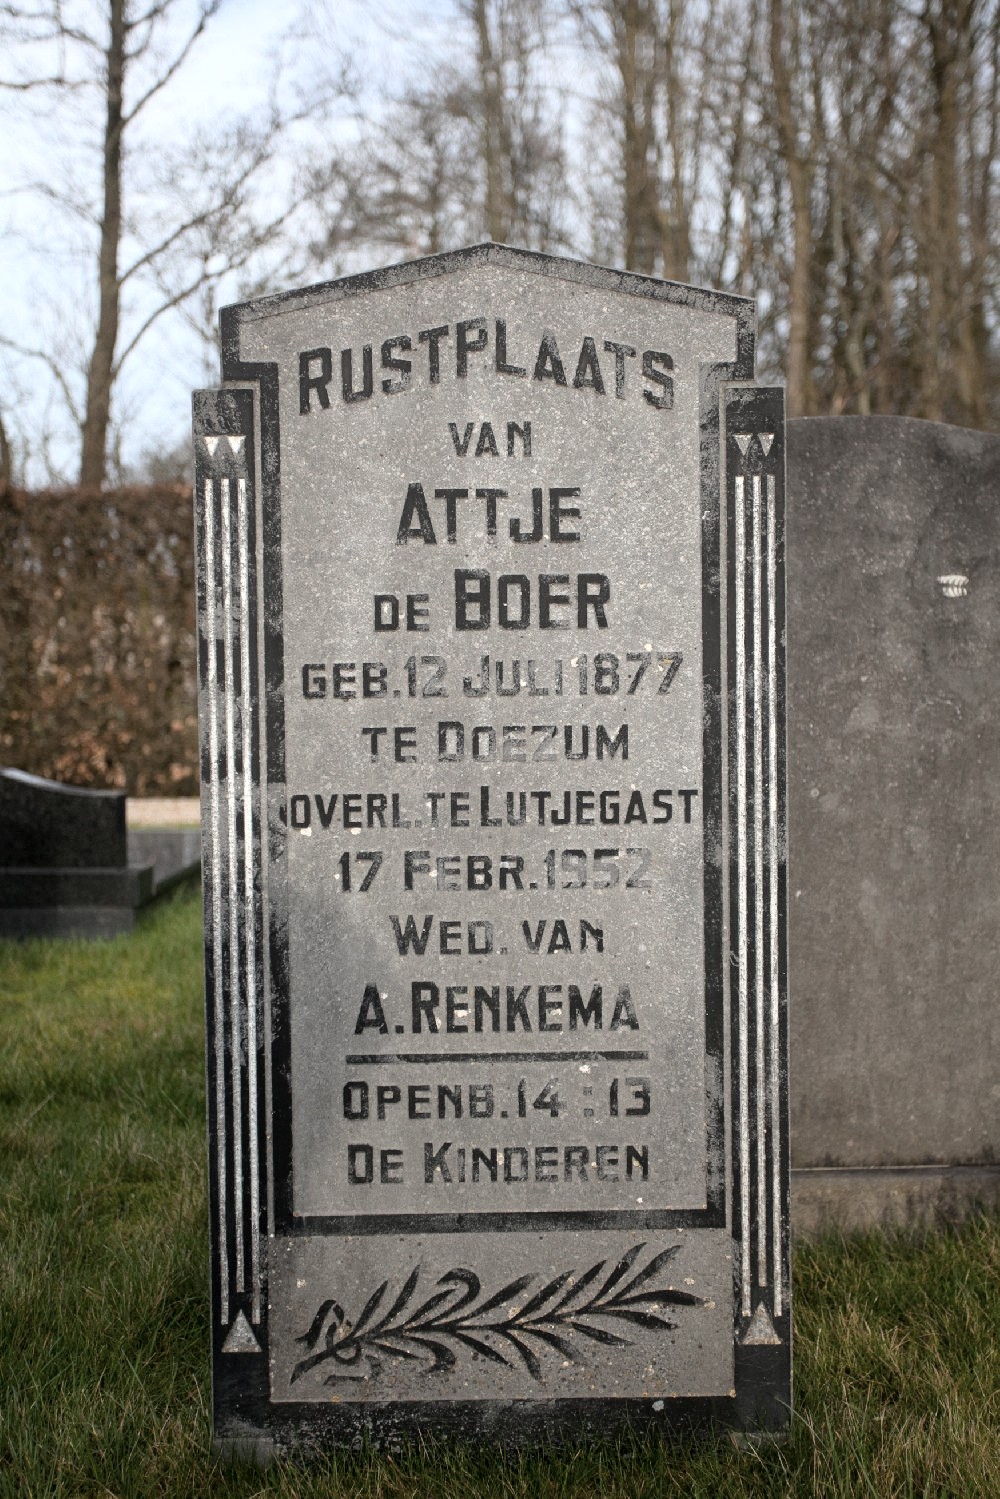 RUSTPLAATS
VAN
ATTJE
DE BOER
GEB. 12 JULI 1877
TE DOEZUM
OVERL. TE LUTJEGAST
17 FEBR. 1952
WED. VAN
A. RENKEMA
OPENB. 14 : 13
DE KINDEREN